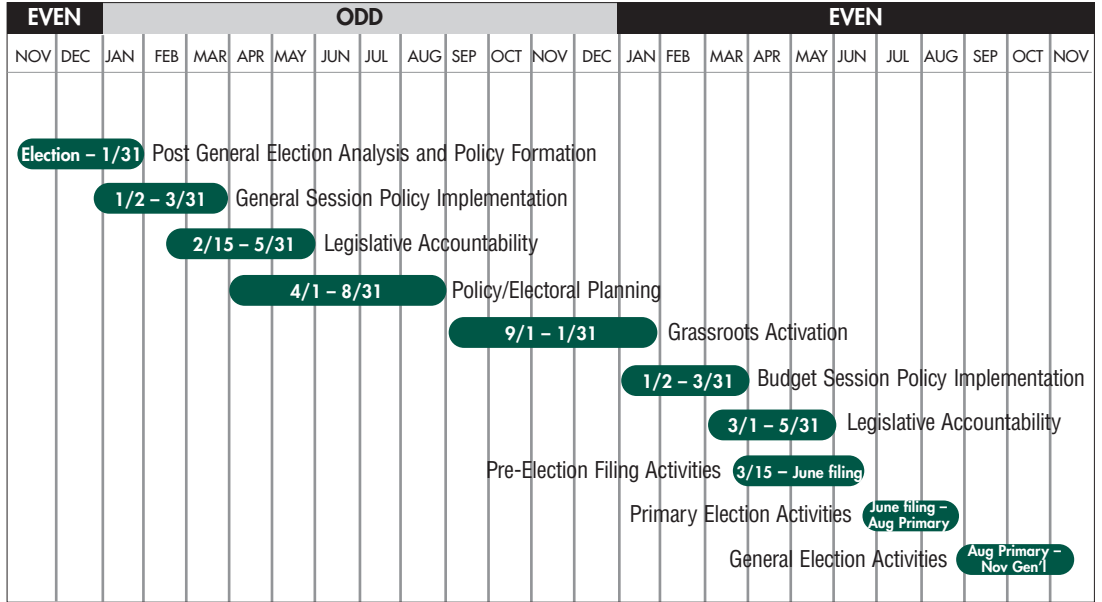 EVEN ODD EVEN
NOV DEC JAN FEB MAR APR MAY JUN JUL AUG SEP OCT NOV DEC JAN FEB MAR APR MAY JUN JUL AUG SEP OCT NOV
Election – 1/31 Post General Election Analysis and Policy Formation
1/2 – 3/31 General Session Policy Implementation
2/15 – 5/31 Legislative Accountability
4/1 – 8/31 Policy/Electoral Planning
9/1 – 1/31 Grassroots Activation
1/2 – 3/31 Budget Session Policy Implementation
3/1 – 5/31 Legislative Accountability
Pre-Election Filing Activities 3/15 – June filing
Primary Election Activities June filing –
Aug Primary
General Election Activities Aug Primary –
Nov Gen’l